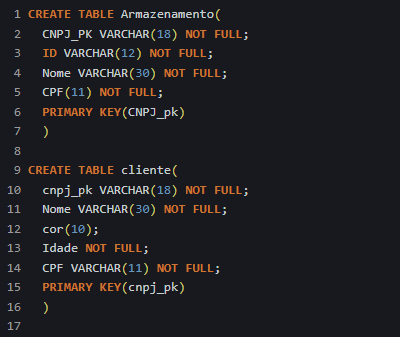 1 CREATE TABLE Armazenamento(
2 CNPJ_PK VARCHAR(18) NOT FULL;
3 ID VARCHAR(12) NOT FULL;
4 Nome VARCHAR(30) NOT FULL;
5 CPF(11) NOT FULL;
6 PRIMARY KEY(CNPJ_pk)
7 )
8
9 CREATE TABLE cliente(
10 cnpj_pk VARCHAR(18) NOT FULL;
11 Nome VARCHAR(30) NOT FULL;
12 cor(10);
13 Idade NOT FULL;
14 CPF VARCHAR(11) NOT FULL;
15 PRIMARY KEY(cnpj_pk)
16 )
17